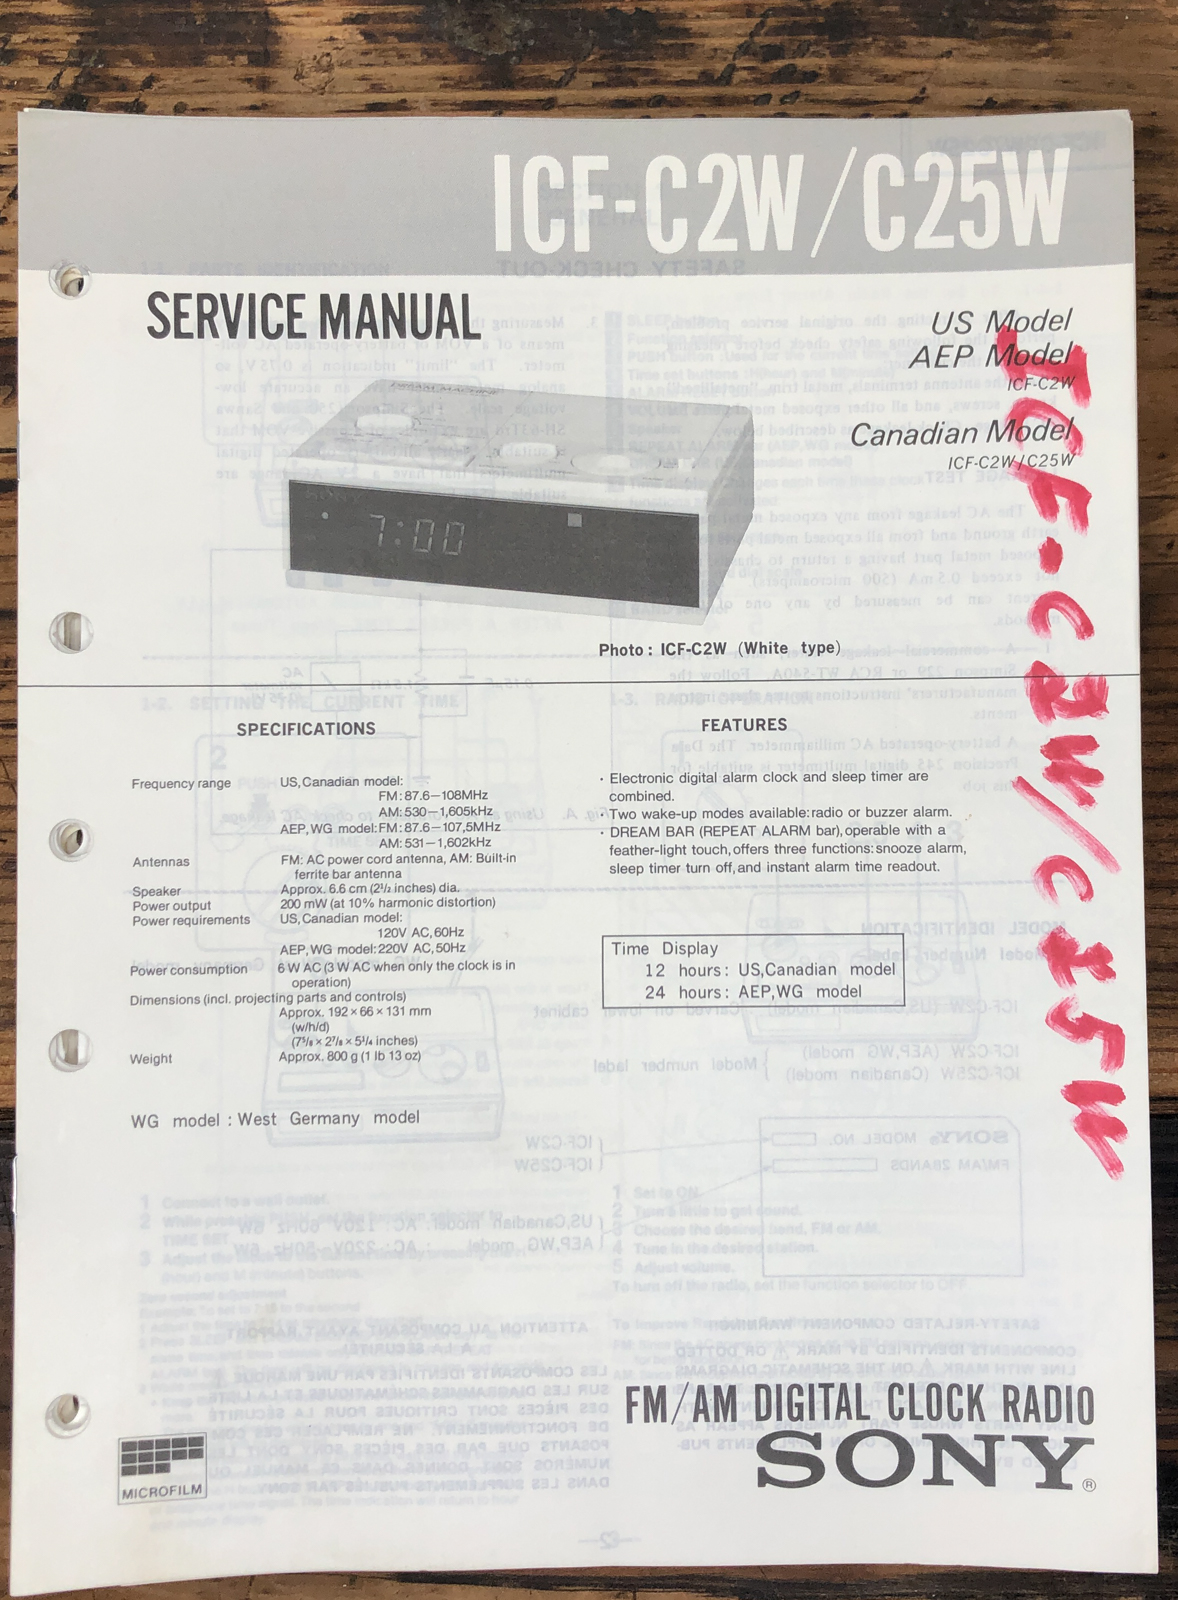 ICF-C2W/C25W
SERVICE MANUAL
US Model
AEP Model
ICF-C2W
Canadian Model
ICF-C2W/C25W
SONY
7:00
Photo: ICF-C2W (White type)
SPECIFICATIONS
Frequency range US, Canadian model:
FM: 87.6–108MHz
AM: 530–1,605kHz
AEP, WG model: FM: 87.6–107,5MHz
AM: 531–1,602kHz
Antennas FM: AC power cord antenna, AM: Built-in
ferrite bar antenna
Speaker Approx. 6.6 cm (2½ inches) dia.
Power output 200 mW (at 10% harmonic distortion)
Power requirements US, Canadian model:
120V AC, 60Hz
AEP, WG model: 220V AC, 50Hz
Power consumption 6 W AC (3 W AC when only the clock is in
operation)
Dimensions (incl. projecting parts and controls)
Approx. 192 × 66 × 131 mm
(w/h/d)
(7⅝ × 2⅞ × 5¼ inches)
Weight Approx. 800 g (1 lb 13 oz)
WG model : West Germany model
FEATURES
· Electronic digital alarm clock and sleep timer are
combined.
· Two wake-up modes available: radio or buzzer alarm.
· DREAM BAR (REPEAT ALARM bar), operable with a
feather-light touch, offers three functions: snooze alarm,
sleep timer turn off, and instant alarm time readout.
Time Display
12 hours: US, Canadian model
24 hours: AEP, WG model
ICF-C2W/C25W
MICROFILM
FM/AM DIGITAL CLOCK RADIO
SONY®